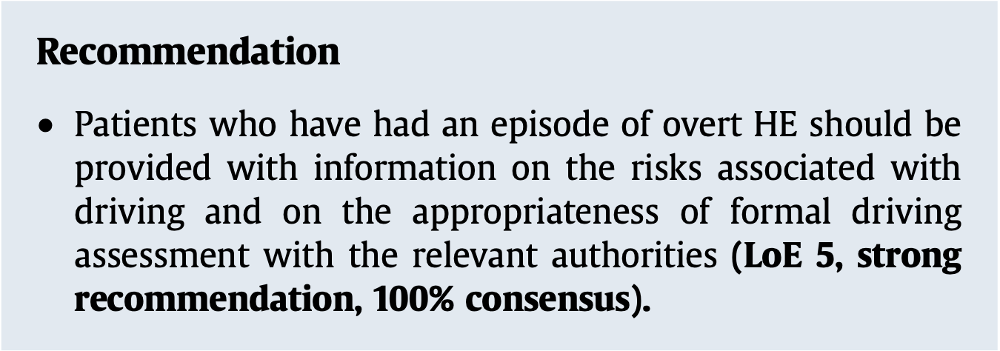 Recommendation
• Patients who have had an episode of overt HE should be
provided with information on the risks associated with
driving and on the appropriateness of formal driving
assessment with the relevant authorities (LoE 5, strong
recommendation, 100% consensus).